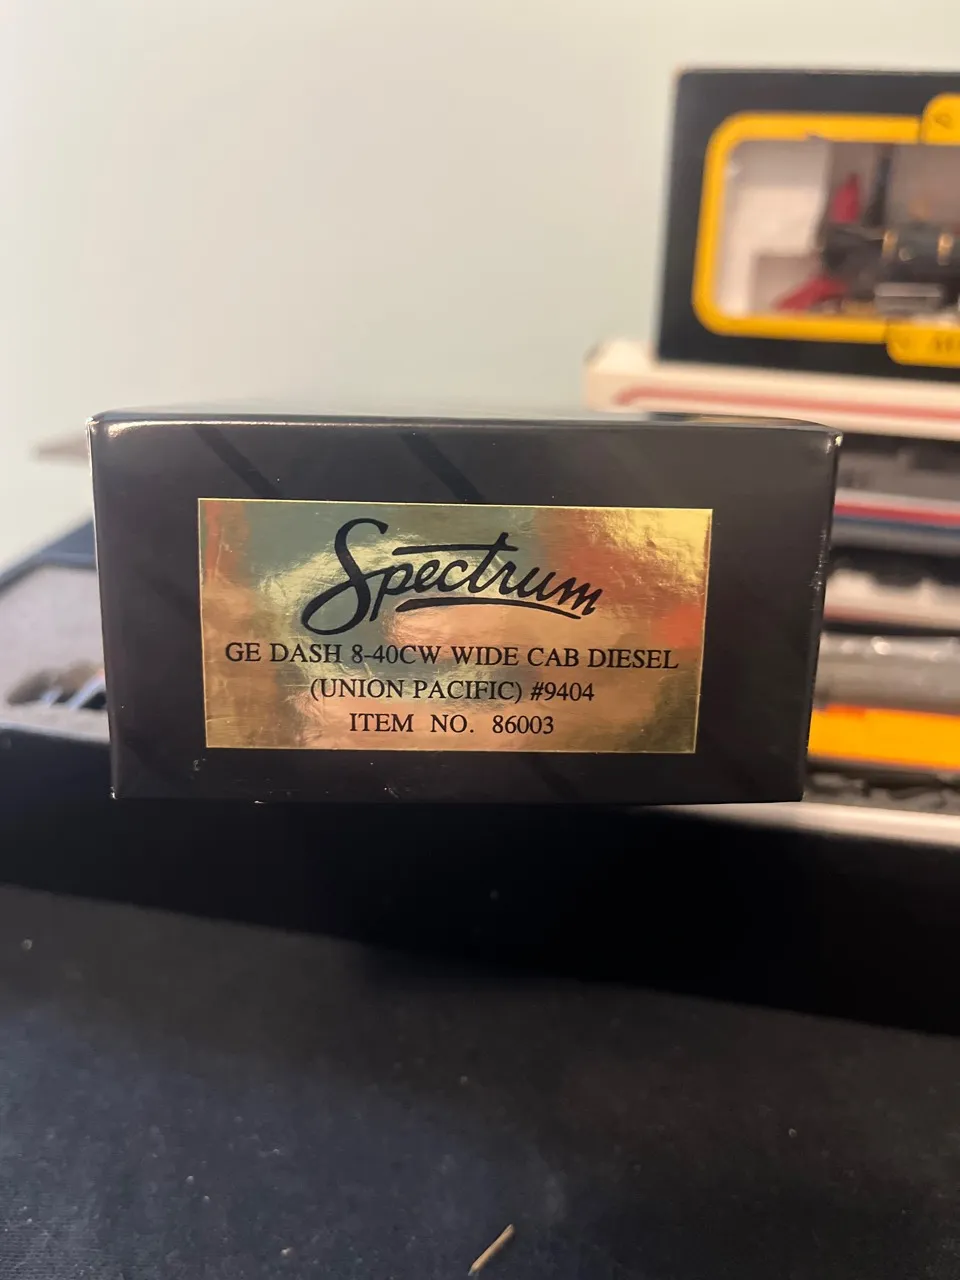 Spectrum
GE DASH 8-40CW WIDE CAB DIESEL
(UNION PACIFIC) #9404
ITEM NO. 86003